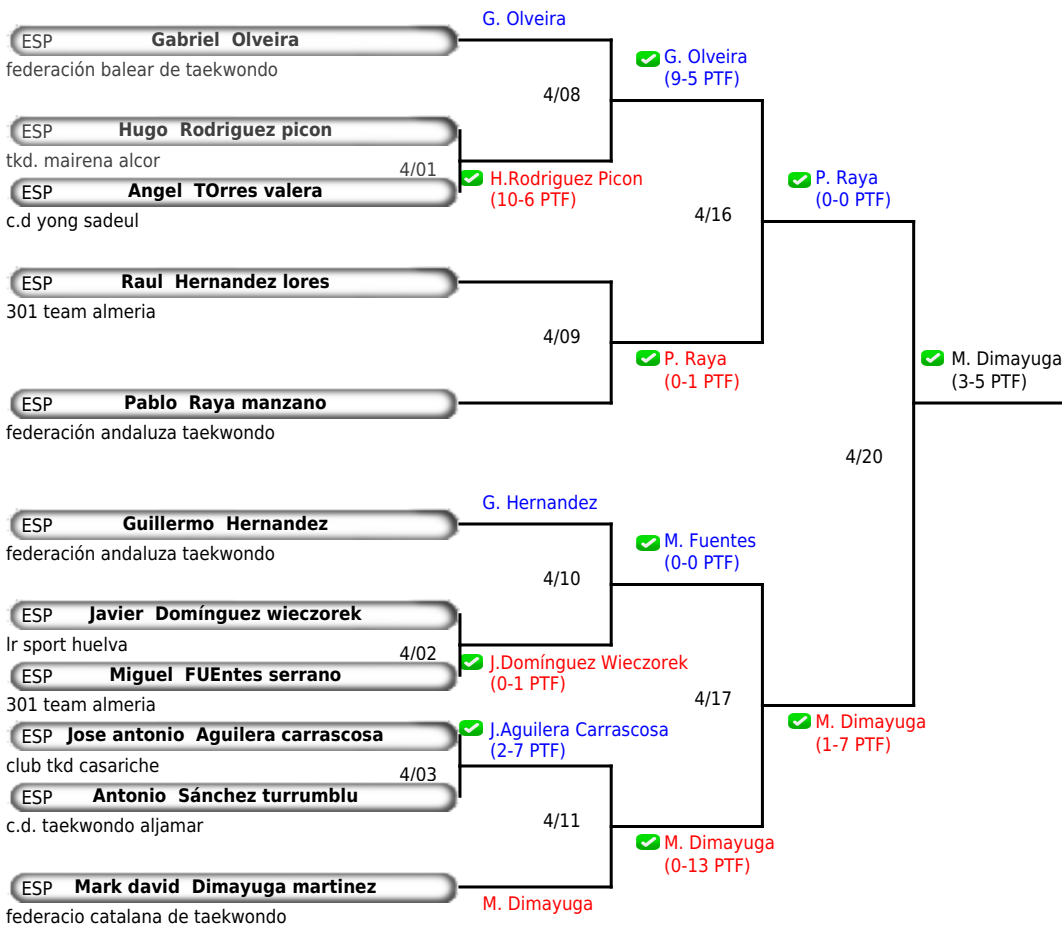 G. Olveira
ESP Gabriel Olveira
federación balear de taekwondo
G. Olveira
(9-5 PTF)
4/08
ESP Hugo Rodriguez picon
tkd. mairena alcor
4/01
H.Rodriguez Picon
(10-6 PTF)
ESP Angel TOrres valera
c.d yong sadeul
P. Raya
(0-0 PTF)
4/16
ESP Raul Hernandez lores
301 team almeria
4/09
P. Raya
(0-1 PTF)
M. Dimayuga
(3-5 PTF)
ESP Pablo Raya manzano
federación andaluza taekwondo
4/20
G. Hernandez
ESP Guillermo Hernandez
federación andaluza taekwondo
M. Fuentes
(0-0 PTF)
4/10
ESP Javier Domínguez wieczorek
lr sport huelva
4/02
J.Domínguez Wieczorek
(0-1 PTF)
ESP Miguel FUEntes serrano
301 team almeria
4/17
M. Dimayuga
(1-7 PTF)
ESP Jose antonio Aguilera carrascosa
J.Aguilera Carrascosa
(2-7 PTF)
club tkd casariche
4/03
ESP Antonio Sánchez turrumblu
c.d. taekwondo aljamar
4/11
M. Dimayuga
(0-13 PTF)
ESP Mark david Dimayuga martinez
M. Dimayuga
federacio catalana de taekwondo